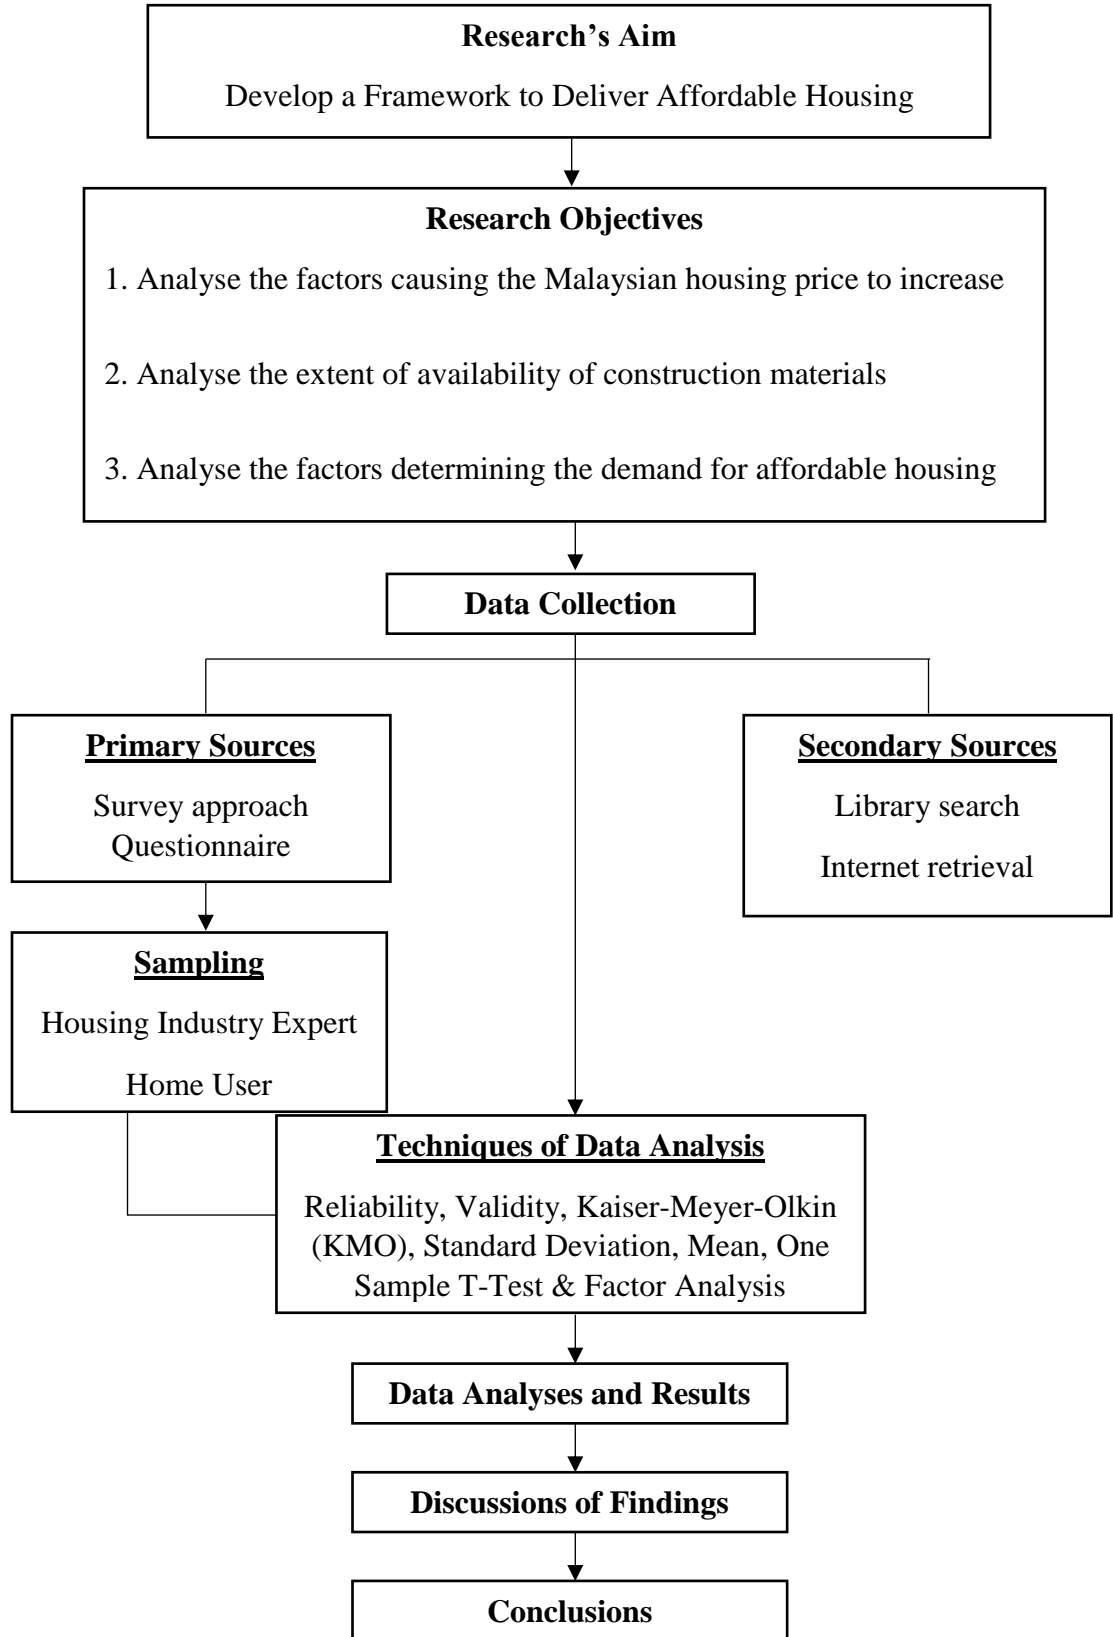 Research’s Aim
Develop a Framework to Deliver Affordable Housing
Research Objectives
1. Analyse the factors causing the Malaysian housing price to increase
2. Analyse the extent of availability of construction materials
3. Analyse the factors determining the demand for affordable housing
Data Collection
Primary Sources
Survey approach
Questionnaire
Secondary Sources
Library search
Internet retrieval
Sampling
Housing Industry Expert
Home User
Techniques of Data Analysis
Reliability, Validity, Kaiser-Meyer-Olkin
(KMO), Standard Deviation, Mean, One
Sample T-Test & Factor Analysis
Data Analyses and Results
Discussions of Findings
Conclusions